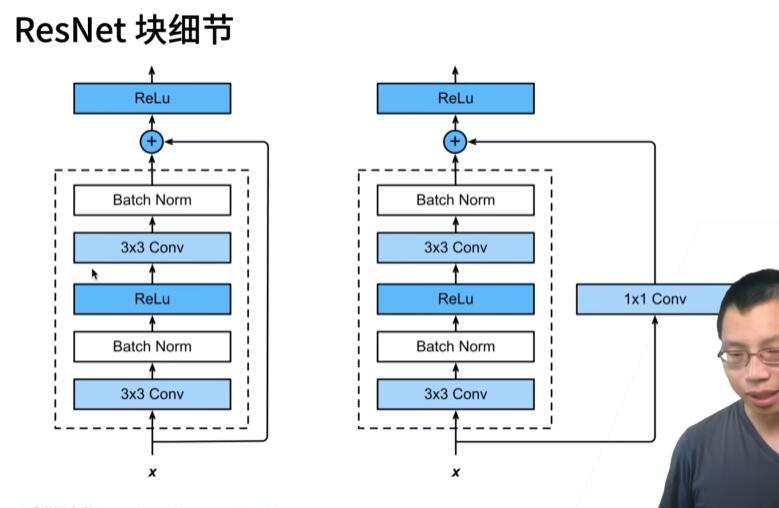 ResNet 块细节
ReLu
+
Batch Norm
3x3 Conv
ReLu
Batch Norm
3x3 Conv
x
ReLu
+
Batch Norm
3x3 Conv
ReLu
Batch Norm
3x3 Conv
1x1 Conv
x